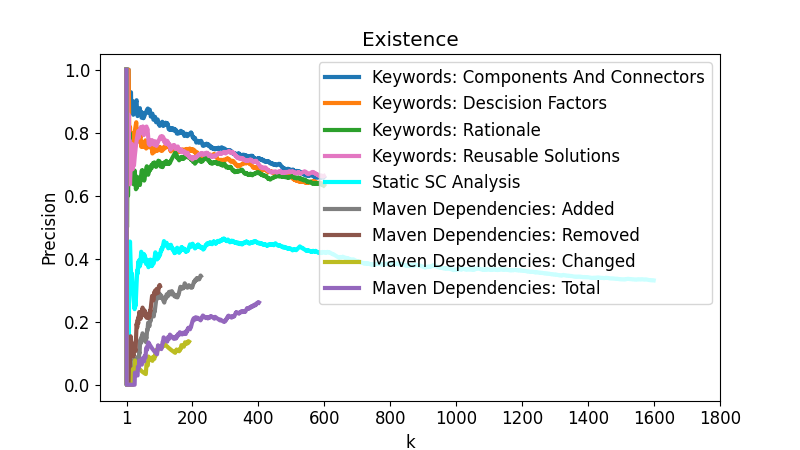 Existence
Precision
1.0
0.8
0.6
0.4
0.2
0.0
Keywords: Components And Connectors
Keywords: Descision Factors
Keywords: Rationale
Keywords: Reusable Solutions
Static SC Analysis
Maven Dependencies: Added
Maven Dependencies: Removed
Maven Dependencies: Changed
Maven Dependencies: Total
1 200 400 600 800 1000 1200 1400 1600 1800
k